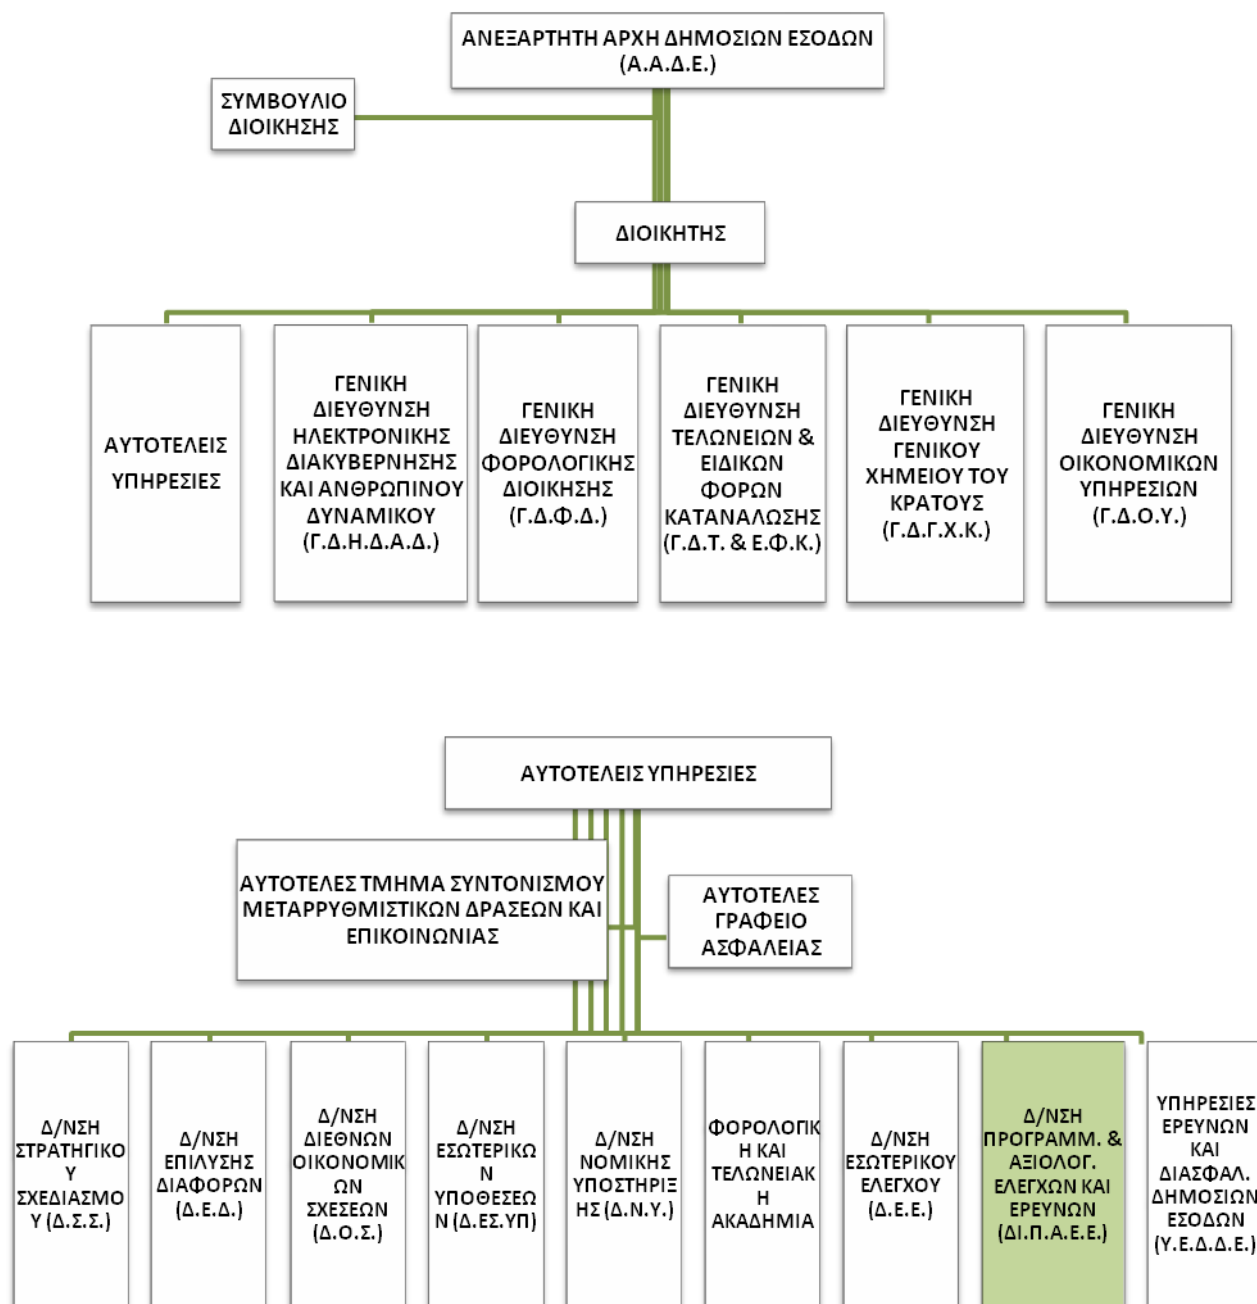 ΑΝΕΞΑΡΤΗΤΗ ΑΡΧΗ ΔΗΜΟΣΙΩΝ ΕΣΟΔΩΝ
(Α.Α.Δ.Ε.)
ΣΥΜΒΟΥΛΙΟ
ΔΙΟΙΚΗΣΗΣ
ΔΙΟΙΚΗΤΗΣ
ΑΥΤΟΤΕΛΕΙΣ
ΥΠΗΡΕΣΙΕΣ
ΓΕΝΙΚΗ
ΔΙΕΥΘΥΝΣΗ
ΗΛΕΚΤΡΟΝΙΚΗΣ
ΔΙΑΚΥΒΕΡΝΗΣΗΣ
ΚΑΙ ΑΝΘΡΩΠΙΝΟΥ
ΔΥΝΑΜΙΚΟΥ
(Γ.Δ.Η.Δ.Α.Δ.)
ΓΕΝΙΚΗ
ΔΙΕΥΘΥΝΣΗ
ΦΟΡΟΛΟΓΙΚΗΣ
ΔΙΟΙΚΗΣΗΣ
(Γ.Δ.Φ.Δ.)
ΓΕΝΙΚΗ
ΔΙΕΥΘΥΝΣΗ
ΤΕΛΩΝΕΙΩΝ &
ΕΙΔΙΚΩΝ
ΦΟΡΩΝ
ΚΑΤΑΝΑΛΩΣΗΣ
(Γ.Δ.Τ. & Ε.Φ.Κ.)
ΓΕΝΙΚΗ
ΔΙΕΥΘΥΝΣΗ
ΓΕΝΙΚΟΥ
ΧΗΜΕΙΟΥ ΤΟΥ
ΚΡΑΤΟΥΣ
(Γ.Δ.Γ.Χ.Κ.)
ΓΕΝΙΚΗ
ΔΙΕΥΘΥΝΣΗ
ΟΙΚΟΝΟΜΙΚΩΝ
ΥΠΗΡΕΣΙΩΝ
(Γ.Δ.Ο.Υ.)
ΑΥΤΟΤΕΛΕΙΣ ΥΠΗΡΕΣΙΕΣ
ΑΥΤΟΤΕΛΕΣ ΤΜΗΜΑ ΣΥΝΤΟΝΙΣΜΟΥ
ΜΕΤΑΡΡΥΘΜΙΣΤΙΚΩΝ ΔΡΑΣΕΩΝ ΚΑΙ
ΕΠΙΚΟΙΝΩΝΙΑΣ
ΑΥΤΟΤΕΛΕΣ
ΓΡΑΦΕΙΟ
ΑΣΦΑΛΕΙΑΣ
Δ/ΝΣΗ
ΣΤΡΑΤΗΓΙΚΟ
Υ
ΣΧΕΔΙΑΣΜΟ
Υ (Δ.Σ.Σ.)
Δ/ΝΣΗ
ΕΠΙΛΥΣΗΣ
ΔΙΑΦΟΡΩΝ
(Δ.Ε.Δ.)
Δ/ΝΣΗ
ΔΙΕΘΝΩΝ
ΟΙΚΟΝΟΜΙΚ
ΩΝ
ΣΧΕΣΕΩΝ
(Δ.Ο.Σ.)
Δ/ΝΣΗ
ΕΣΩΤΕΡΙΚΩ
Ν
ΥΠΟΘΕΣΕΩ
Ν (Δ.ΕΣ.ΥΠ)
Δ/ΝΣΗ
ΝΟΜΙΚΗΣ
ΥΠΟΣΤΗΡΙΞ
ΗΣ (Δ.Ν.Υ.)
ΦΟΡΟΛΟΓΙΚ
Η ΚΑΙ
ΤΕΛΩΝΕΙΑΚ
Η
ΑΚΑΔΗΜΙΑ
Δ/ΝΣΗ
ΕΣΩΤΕΡΙΚΟΥ
ΕΛΕΓΧΟΥ
(Δ.Ε.Ε.)
Δ/ΝΣΗ
ΠΡΟΓΡΑΜΜ. &
ΑΞΙΟΛΟΓ.
ΕΛΕΓΧΩΝ ΚΑΙ
ΕΡΕΥΝΩΝ
(ΔΙ.Π.Α.Ε.Ε.)
ΥΠΗΡΕΣΙΕΣ
ΕΡΕΥΝΩΝ
ΚΑΙ
ΔΙΑΣΦΑΛ.
ΔΗΜΟΣΙΩΝ
ΕΣΟΔΩΝ
(Υ.Ε.Δ.Δ.Ε.)